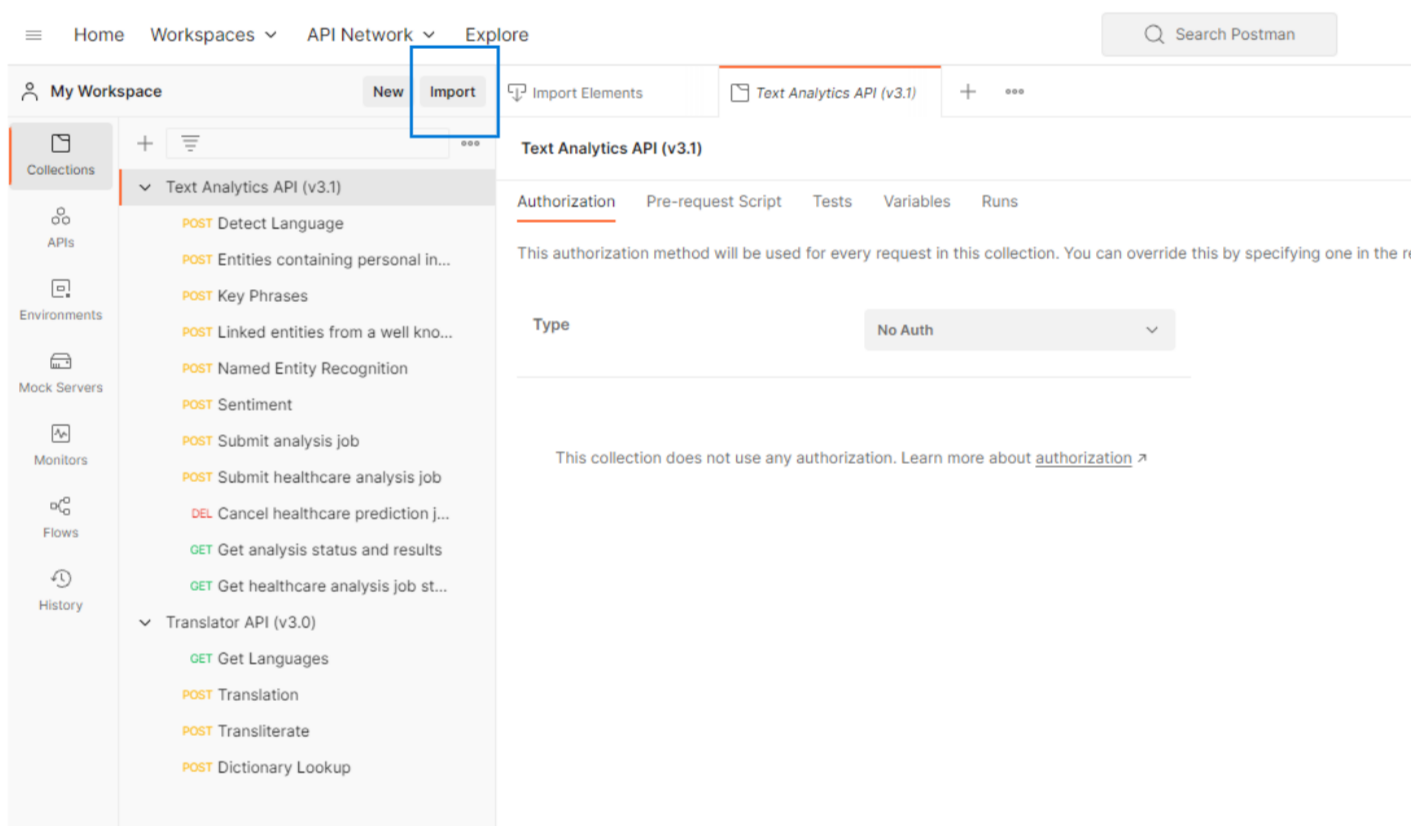 Home Workspaces API Network Explore
Search Postman
My Workspace New Import
Import Elements Text Analytics API (v3.1)
Collections
APIs
Environments
Mock Servers
Monitors
Flows
History
Text Analytics API (v3.1)
POST Detect Language
POST Entities containing personal in...
POST Key Phrases
POST Linked entities from a well kno...
POST Named Entity Recognition
POST Sentiment
POST Submit analysis job
POST Submit healthcare analysis job
DEL Cancel healthcare prediction j...
GET Get analysis status and results
GET Get healthcare analysis job st...
Translator API (v3.0)
GET Get Languages
POST Translation
POST Transliterate
POST Dictionary Lookup
Text Analytics API (v3.1)
Authorization Pre-request Script Tests Variables Runs
This authorization method will be used for every request in this collection. You can override this by specifying one in the
Type No Auth
This collection does not use any authorization. Learn more about authorization ↗